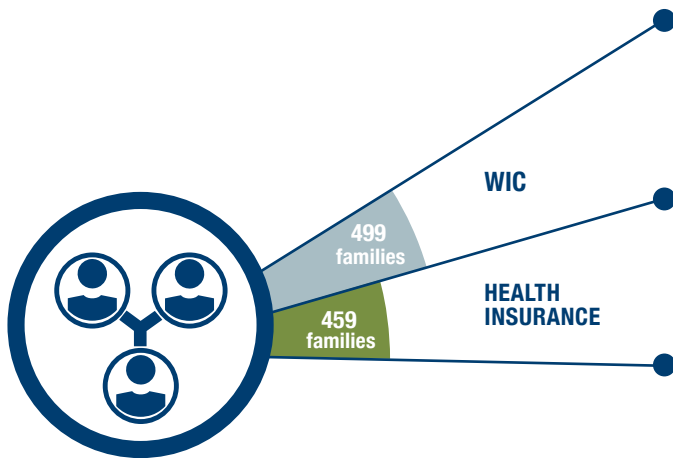 WIC
499
families
HEALTH
INSURANCE
459
families